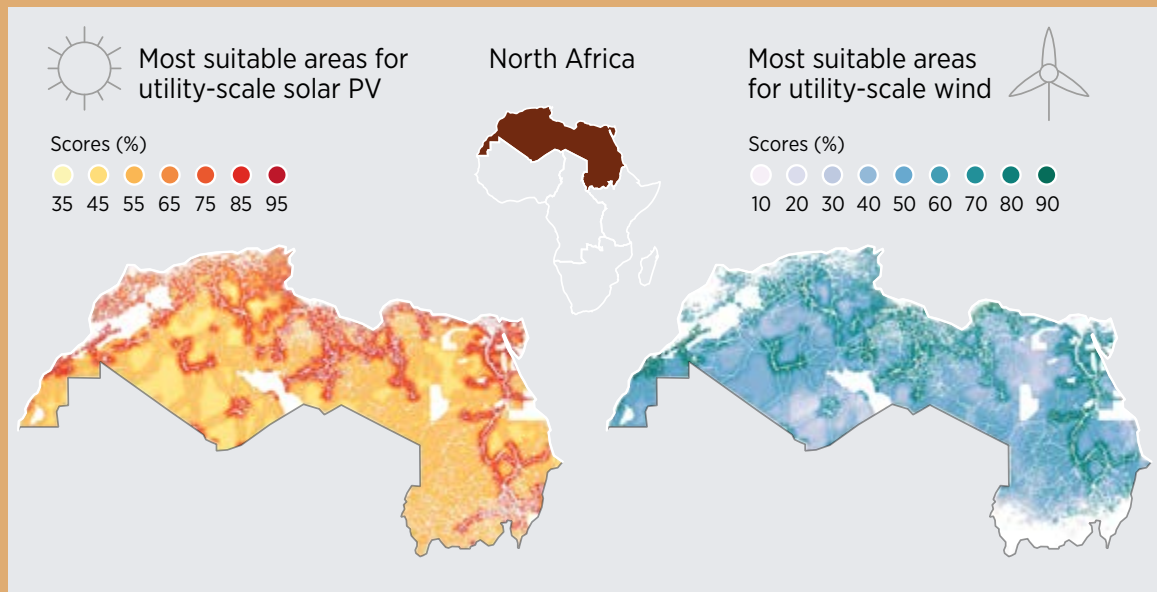 Most suitable areas for
utility-scale solar PV
Scores (%)
35 45 55 65 75 85 95
North Africa
Most suitable areas
for utility-scale wind
Scores (%)
10 20 30 40 50 60 70 80 90